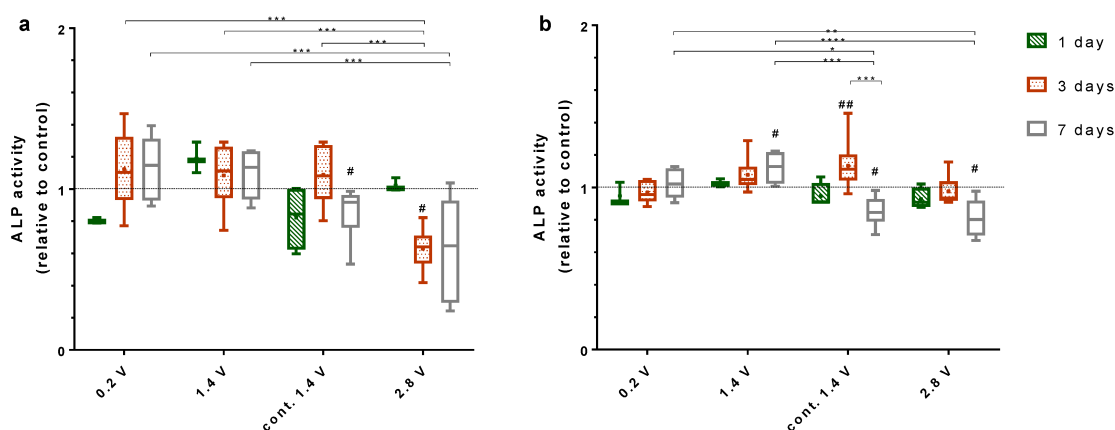 a
ALP activity
(relative to control)
2
1
0
***
***
***
***
***
#
#
0.2 V
1.4 V
cont. 1.4 V
2.8 V
b
ALP activity
(relative to control)
2
1
0
**
****
*
***
***
##
#
#
#
0.2 V
1.4 V
cont. 1.4 V
2.8 V
1 day
3 days
7 days